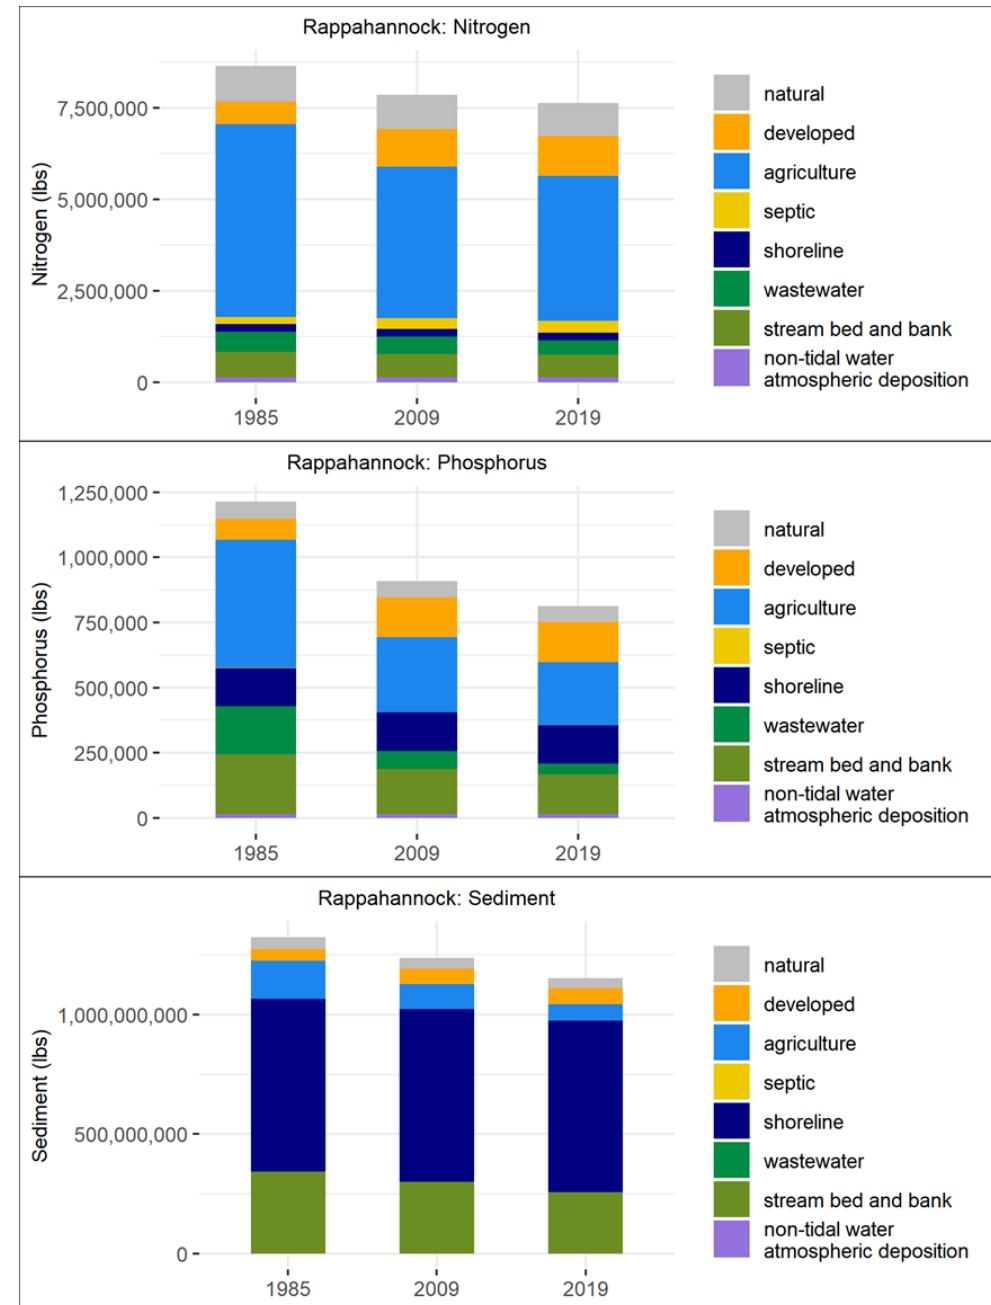 Rappahannock: Nitrogen
Nitrogen (lbs)
7,500,000
5,000,000
2,500,000
0
1985
2009
2019
natural
developed
agriculture
septic
shoreline
wastewater
stream bed and bank
non-tidal water
atmospheric deposition
Rappahannock: Phosphorus
Phosphorus (lbs)
1,250,000
1,000,000
750,000
500,000
250,000
0
1985
2009
2019
natural
developed
agriculture
septic
shoreline
wastewater
stream bed and bank
non-tidal water
atmospheric deposition
Rappahannock: Sediment
Sediment (lbs)
1,000,000,000
500,000,000
0
1985
2009
2019
natural
developed
agriculture
septic
shoreline
wastewater
stream bed and bank
non-tidal water
atmospheric deposition